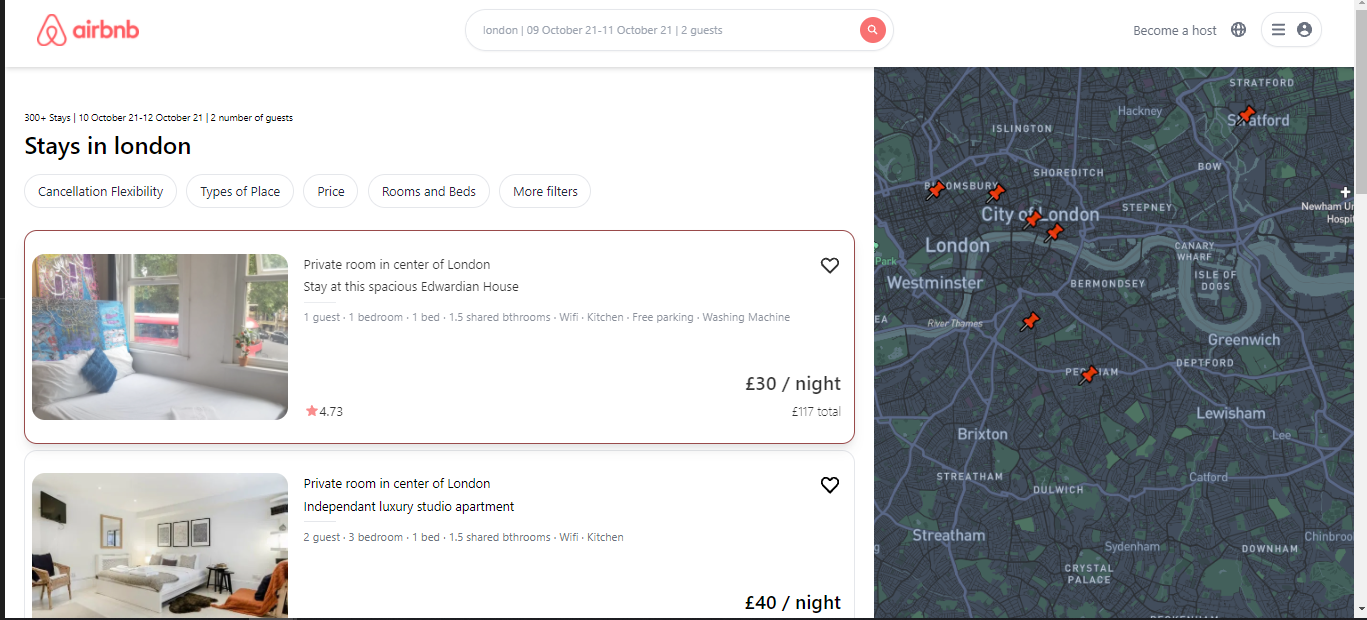 airbnb
london | 09 October 21-11 October 21 | 2 guests
Become a host
300+ Stays | 10 October 21-12 October 21 | 2 number of guests
Stays in london
Cancellation Flexibility
Types of Place
Price
Rooms and Beds
More filters
Private room in center of London
Stay at this spacious Edwardian House
1 guest · 1 bedroom · 1 bed · 1.5 shared bthrooms · Wifi · Kitchen · Free parking · Washing Machine
£30 / night
4.73
£117 total
Private room in center of London
Independant luxury studio apartment
2 guest · 3 bedroom · 1 bed · 1.5 shared bthrooms · Wifi · Kitchen
£40 / night
STRATFORD
Hackney
Stratford
ISLINGTON
BOW
SHOREDITCH
BLOOMSBURY
STEPNEY
Newham Un
Hospit
City of London
London
CANARY
WHARF
Park
Westminster
BERMONDSEY
ISLE OF
DOGS
EA
River Thames
Greenwich
DEPTFORD
PECKHAM
Lewisham
Brixton
Lee
STREATHAM
Catford
DULWICH
Streatham
Sydenham
DOWNHAM
Chinbroo
g
CRYSTAL
PALACE
BECKENHAM